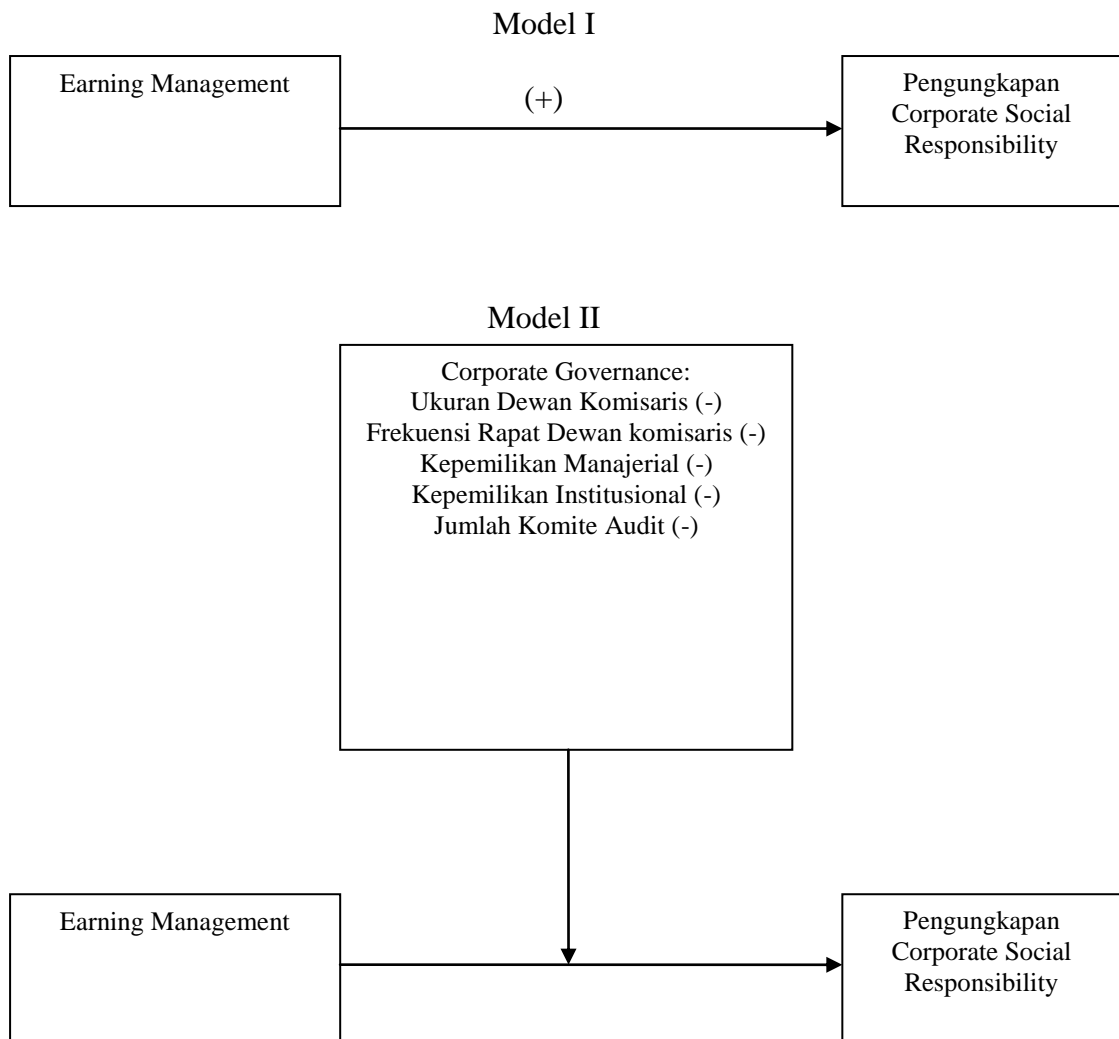 Model I
Earning Management
(+)
Pengungkapan
Corporate Social
Responsibility
Model II
Corporate Governance:
Ukuran Dewan Komisaris (-)
Frekuensi Rapat Dewan komisaris (-)
Kepemilikan Manajerial (-)
Kepemilikan Institusional (-)
Jumlah Komite Audit (-)
Earning Management
Pengungkapan
Corporate Social
Responsibility